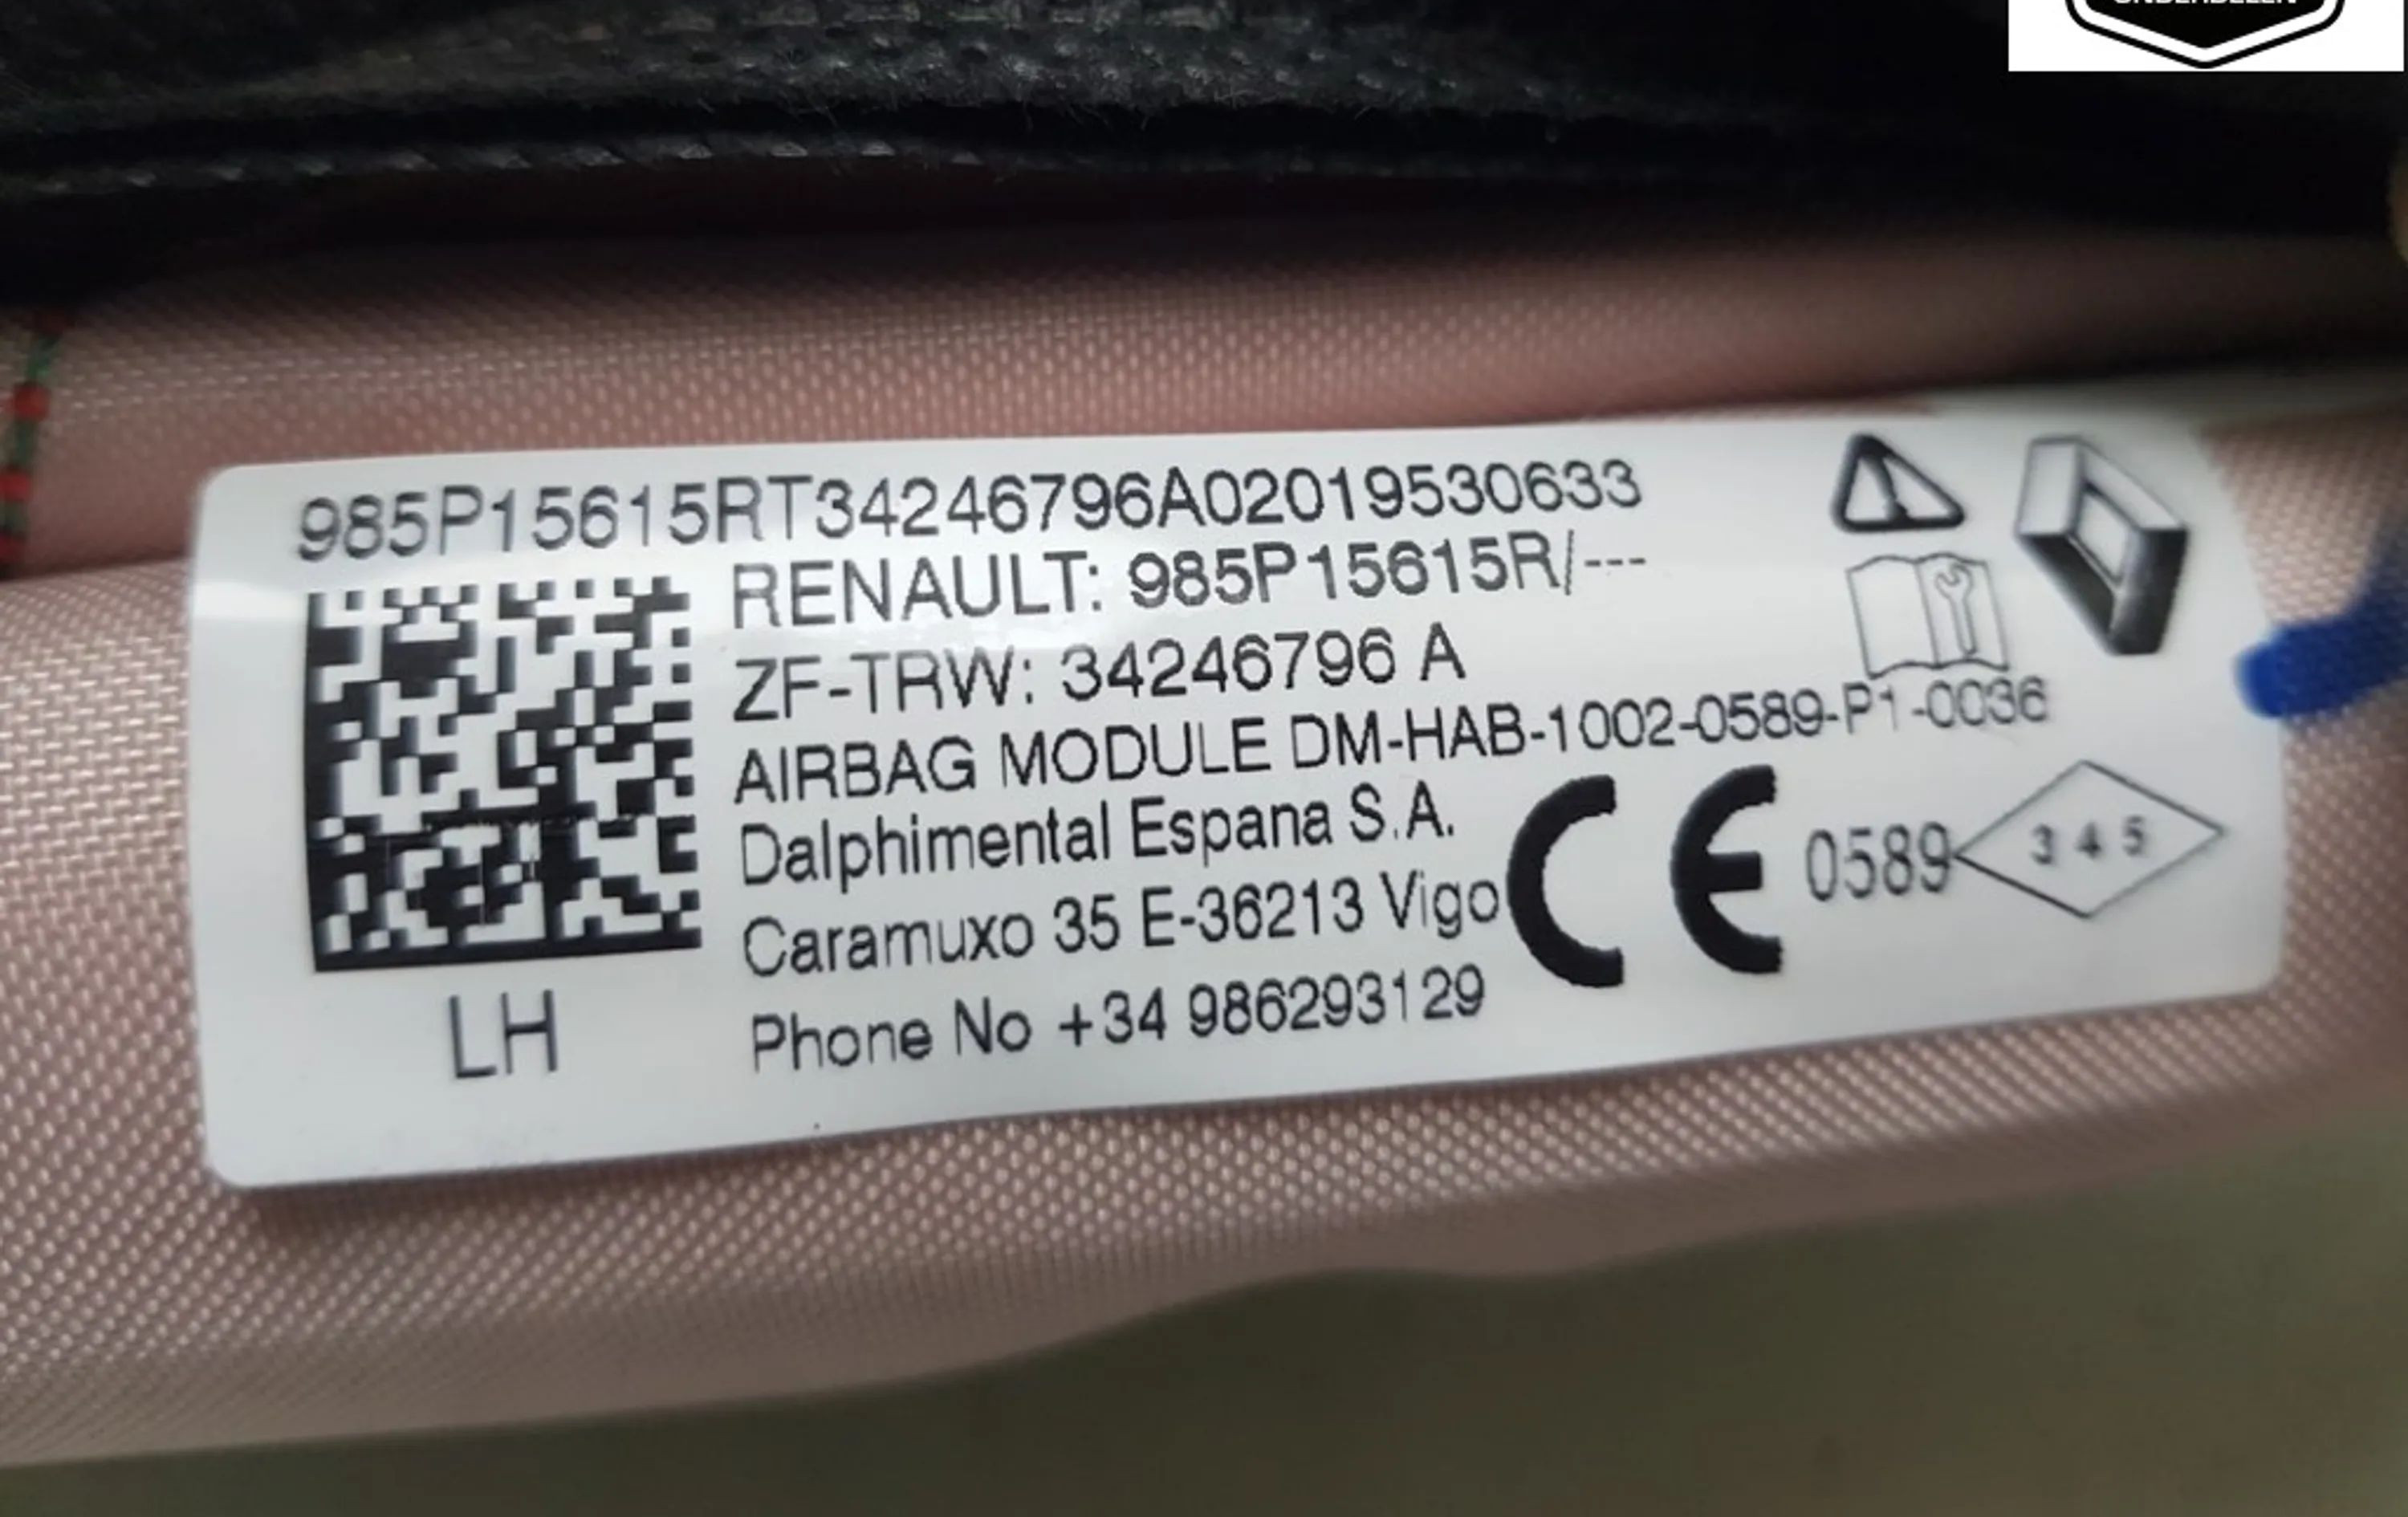 ONDERDELEN
985P15615RT34246796A02019530633
RENAULT: 985P15615R/---
ZF-TRW: 34246796 A
AIRBAG MODULE DM-HAB-1002-0589-P1-0036
Dalphimental Espana S.A.
Caramuxo 35 E-36213 Vigo
CE 0589
3 4 5
Phone No +34 986293129
LH